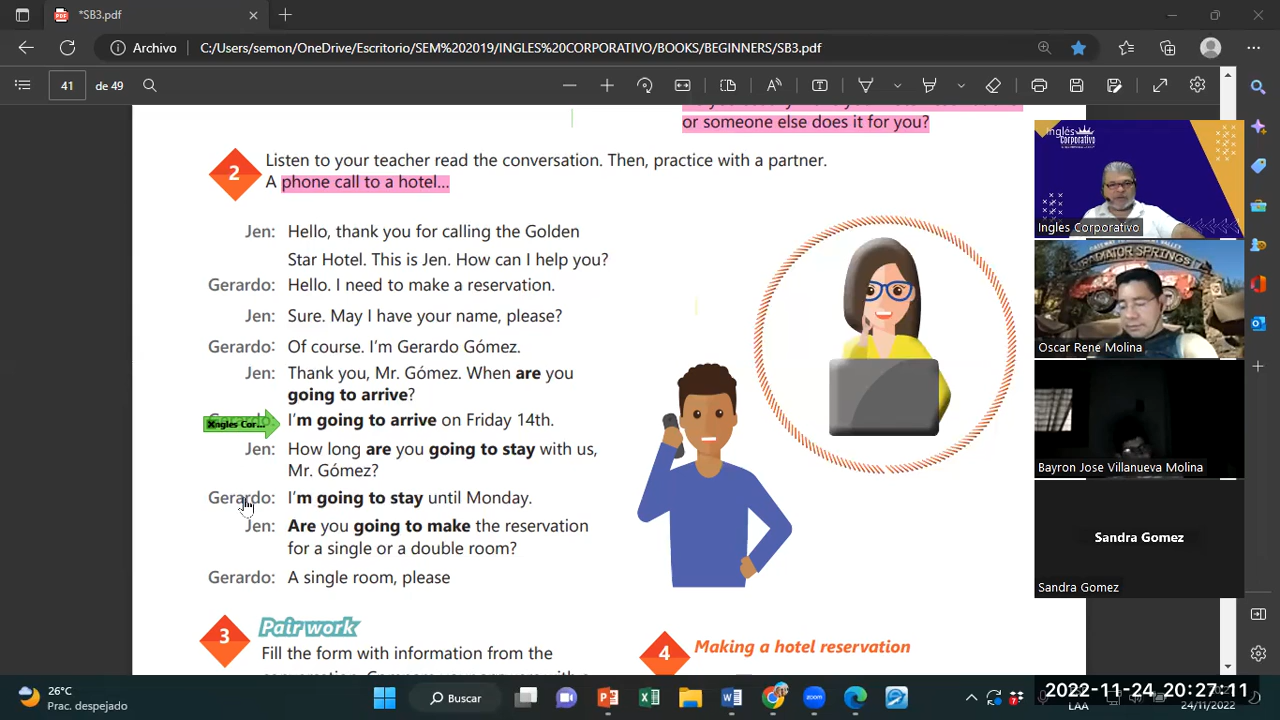 *SB3.pdf
Archivo
C:/Users/semon/OneDrive/Escritorio/SEM%202019/INGLES%20CORPORATIVO/BOOKS/BEGINNERS/SB3.pdf
41 de 49
or someone else does it for you?
2
Listen to your teacher read the conversation. Then, practice with a partner.
A phone call to a hotel...
Jen: Hello, thank you for calling the Golden
Star Hotel. This is Jen. How can I help you?
Gerardo: Hello. I need to make a reservation.
Jen: Sure. May I have your name, please?
Gerardo: Of course. I'm Gerardo Gómez.
Jen: Thank you, Mr. Gómez. When are you
going to arrive?
I'm going to arrive on Friday 14th.
Ingles Cor...
Jen: How long are you going to stay with us,
Mr. Gómez?
Gerardo: I'm going to stay until Monday.
Jen: Are you going to make the reservation
for a single or a double room?
Gerardo: A single room, please
3
Pair work
Fill the form with information from the
4
Making a hotel reservation
Inglés
Corporativo
Ingles Corporativo
RADIATOR SPRINGS
Oscar Rene Molina
Bayron Jose Villanueva Molina
Sandra Gomez
Sandra Gomez
26°C
Prac. despejado
Buscar
LAA
2022-11-24 20:27:11
24/11/2022